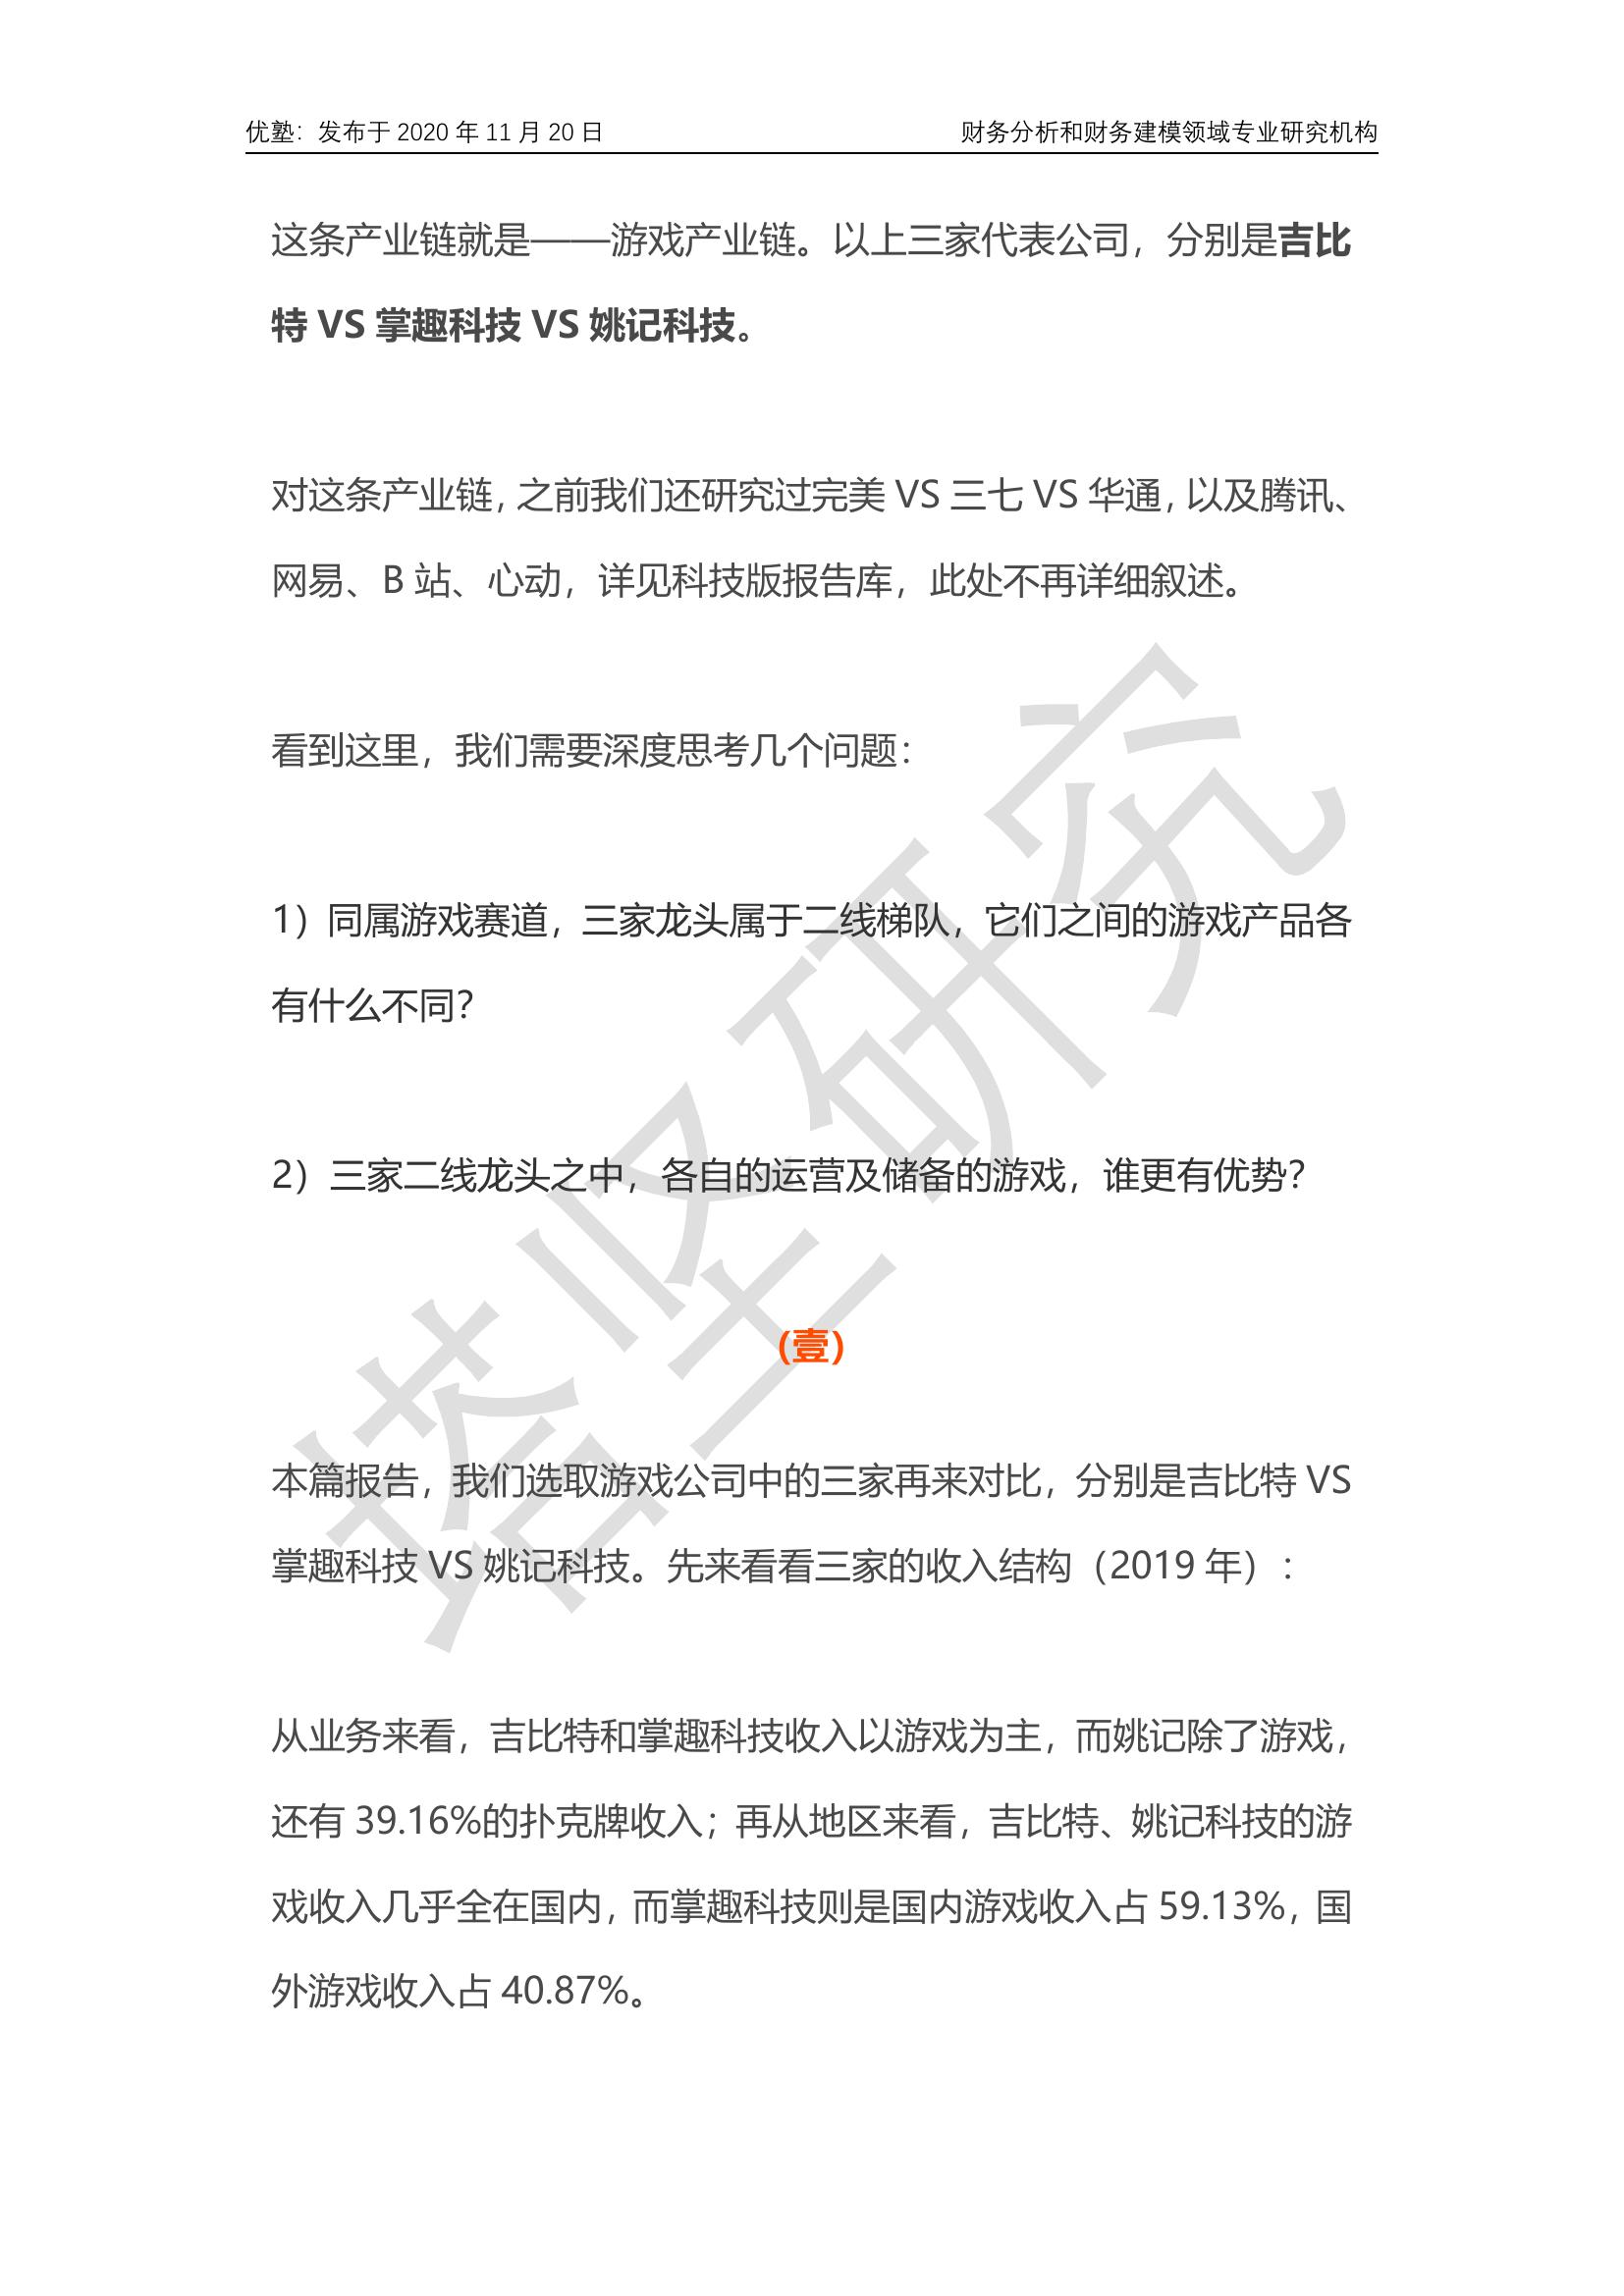 优塾：发布于 2020 年 11 月 20 日
财务分析和财务建模领域专业研究机构
这条产业链就是——游戏产业链。以上三家代表公司，分别是吉比
特 VS 掌趣科技 VS 姚记科技。
对这条产业链，之前我们还研究过完美 VS 三七 VS 华通，以及腾讯、
网易、B 站、心动，详见科技版报告库，此处不再详细叙述。
看到这里，我们需要深度思考几个问题：
1）同属游戏赛道，三家龙头属于二线梯队，它们之间的游戏产品各
有什么不同？
2）三家二线龙头之中，各自的运营及储备的游戏，谁更有优势？
(壹)
本篇报告，我们选取游戏公司中的三家再来对比，分别是吉比特 VS
掌趣科技 VS 姚记科技。先来看看三家的收入结构（2019 年）：
从业务来看，吉比特和掌趣科技收入以游戏为主，而姚记除了游戏，
还有 39.16%的扑克牌收入；再从地区来看，吉比特、姚记科技的游
戏收入几乎全在国内，而掌趣科技则是国内游戏收入占 59.13%，国
外游戏收入占 40.87%。
塔坚研究